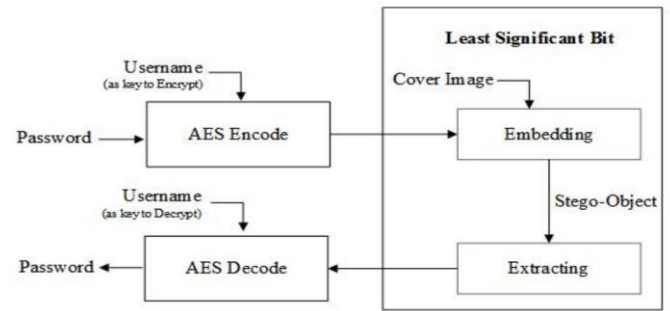 Least Significant Bit
Username
(as key to Encrypt)
Cover Image
Password
AES Encode
Embedding
Username
(as key to Decrypt)
Stego-Object
Password
AES Decode
Extracting